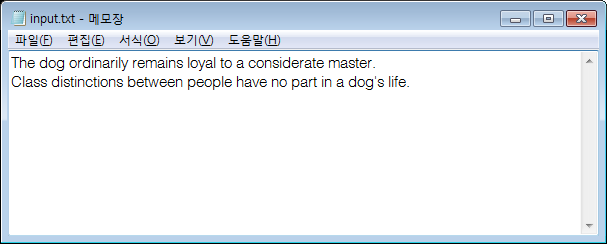 input.txt - 메모장
파일(F) 편집(E) 서식(O) 보기(V) 도움말(H)
The dog ordinarily remains loyal to a considerate master.
Class distinctions between people have no part in a dog's life.